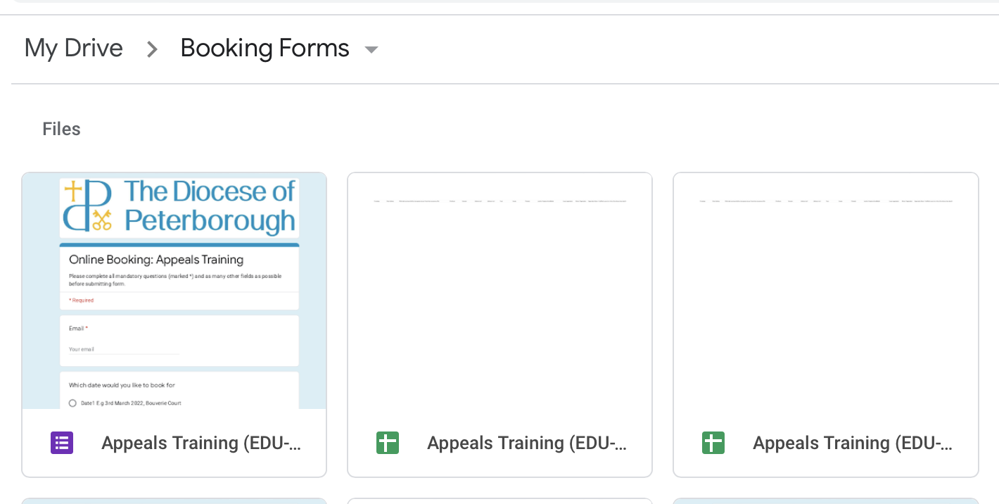 My Drive > Booking Forms
Files
The Diocese of
Peterborough
Online Booking: Appeals Training
Please complete all mandatory questions (marked *) and as many other fields as possible
before submitting form.
* Required
Email *
Your email
Which date would you like to book for
Date1 E.g 3rd March 2022, Bouverie Court
Appeals Training (EDU-...
Appeals Training (EDU-...
Appeals Training (EDU-...